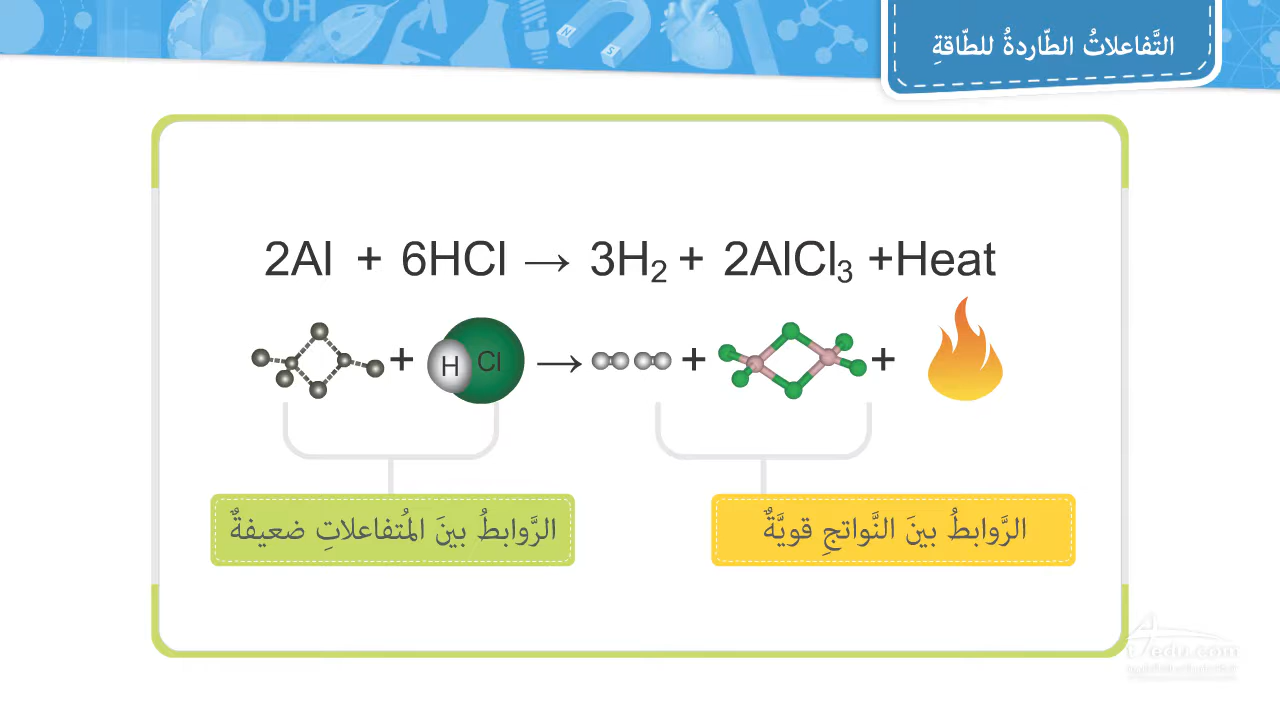 التَّفاعلاتُ الطّاردةُ للطّاقةِ
OH
N
S
2Al + 6HCl → 3H₂ + 2AlCl₃ +Heat
+ H Cl → + +
الرَّوابطُ بينَ المُتفاعلاتِ ضعيفةٌ
الرَّوابطُ بينَ النَّواتجِ قويَّةٌ